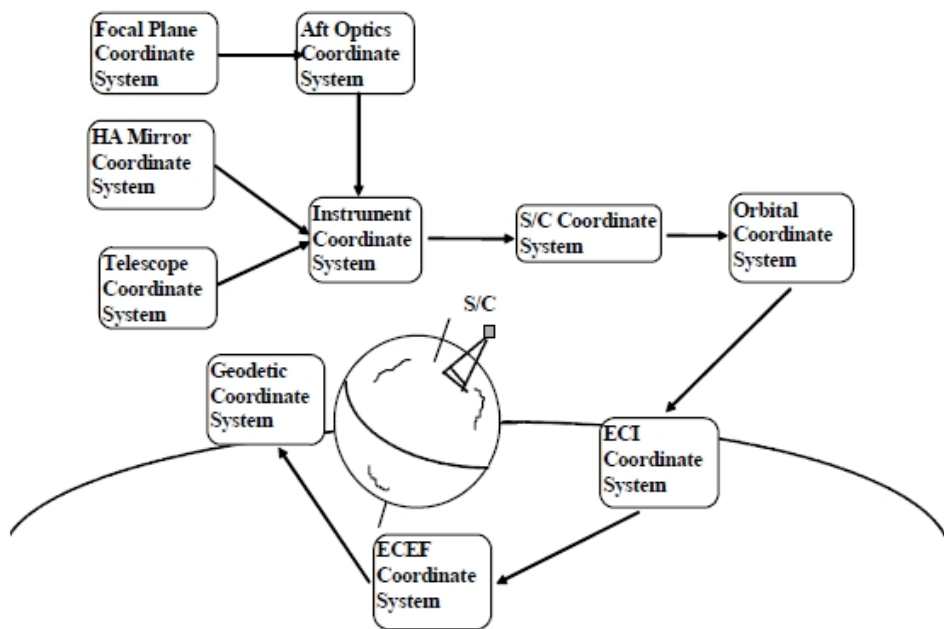 Focal Plane
Coordinate
System
Aft Optics
Coordinate
System
HA Mirror
Coordinate
System
Telescope
Coordinate
System
Instrument
Coordinate
System
S/C Coordinate
System
Orbital
Coordinate
System
S/C
Geodetic
Coordinate
System
ECI
Coordinate
System
ECEF
Coordinate
System